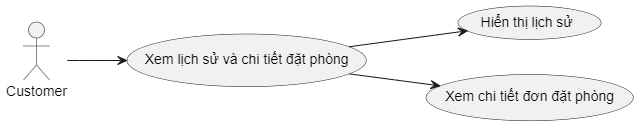 Hiển thị lịch sử
Xem lịch sử và chi tiết đặt phòng
Customer
Xem chi tiết đơn đặt phòng